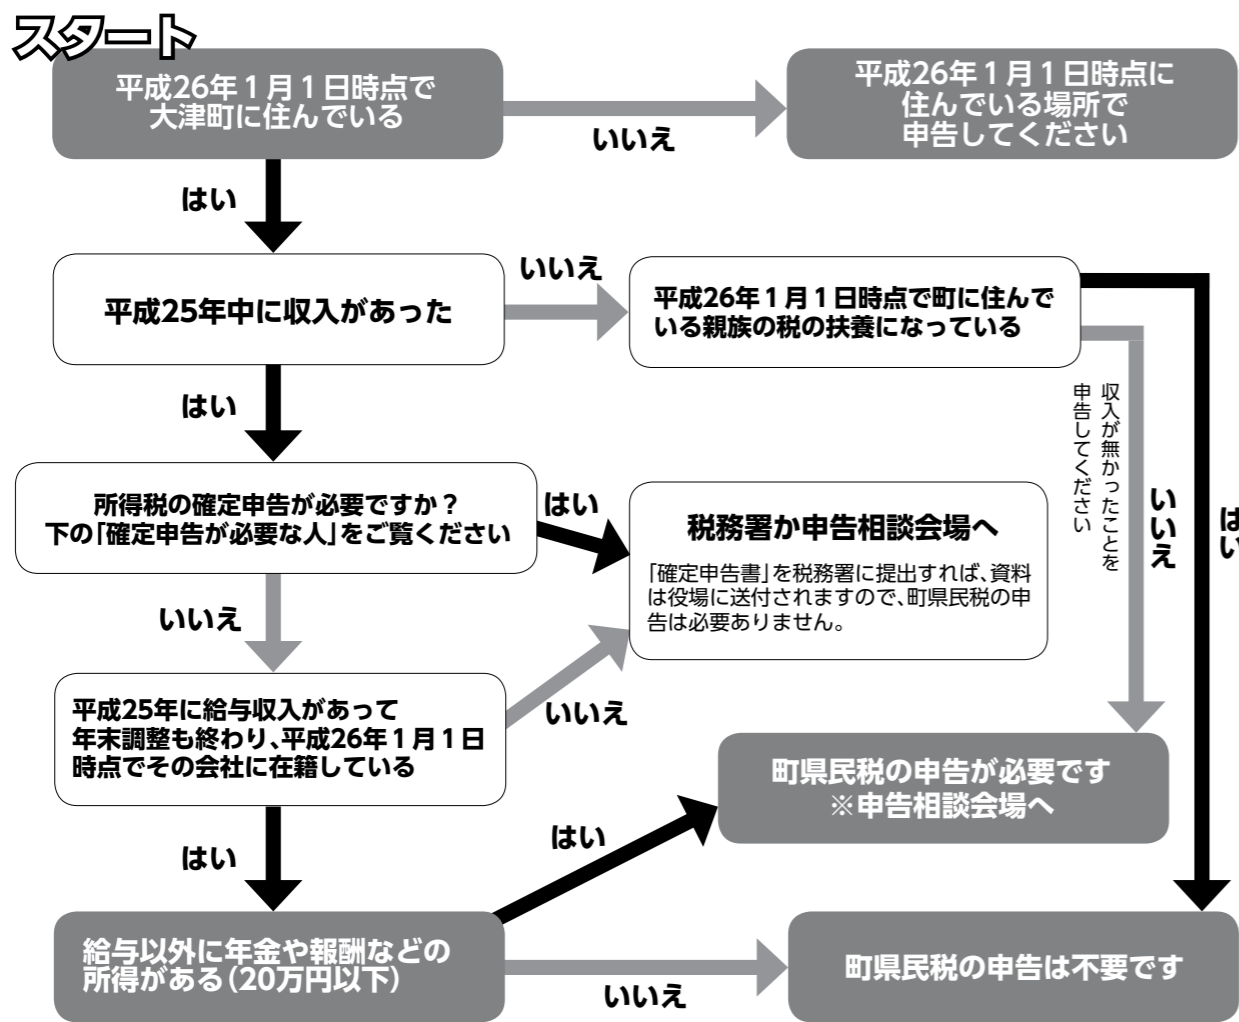 スタート
平成26年1月1日時点で
大津町に住んでいる
いいえ
平成26年1月1日時点に
住んでいる場所で
申告してください
はい
平成25年中に収入があった
いいえ
平成26年1月1日時点で町に住んで
いる親族の税の扶養になっている
収入が無かったことを
申告してください
いいえ
はい
はい
所得税の確定申告が必要ですか?
下の「確定申告が必要な人」をご覧ください
はい
税務署か申告相談会場へ
「確定申告書」を税務署に提出すれば、資料
は役場に送付されますので、町県民税の申
告は必要ありません。
いいえ
平成25年に給与収入があって
年末調整も終わり、平成26年1月1日
時点でその会社に在籍している
いいえ
町県民税の申告が必要です
※申告相談会場へ
はい
はい
給与以外に年金や報酬などの
所得がある(20万円以下)
いいえ
町県民税の申告は不要です